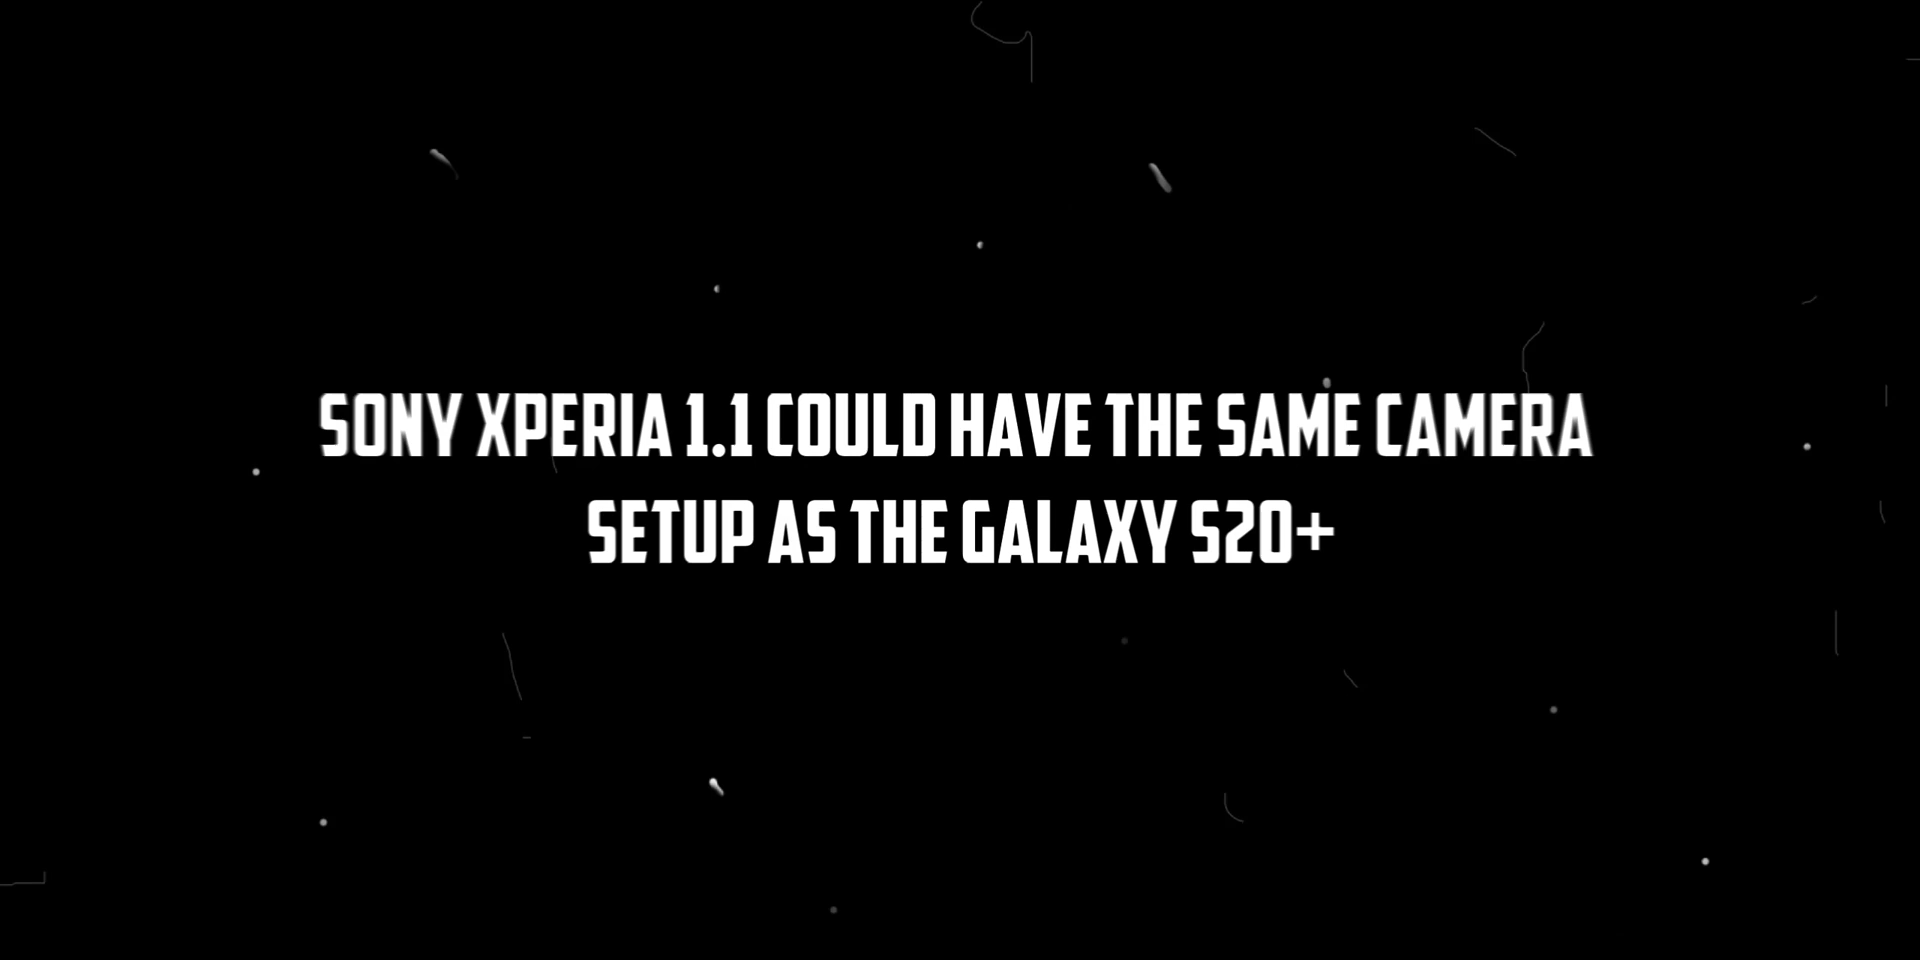 SONY XPERIA 1.1 COULD HAVE THE SAME CAMERA
SETUP AS THE GALAXY S20+